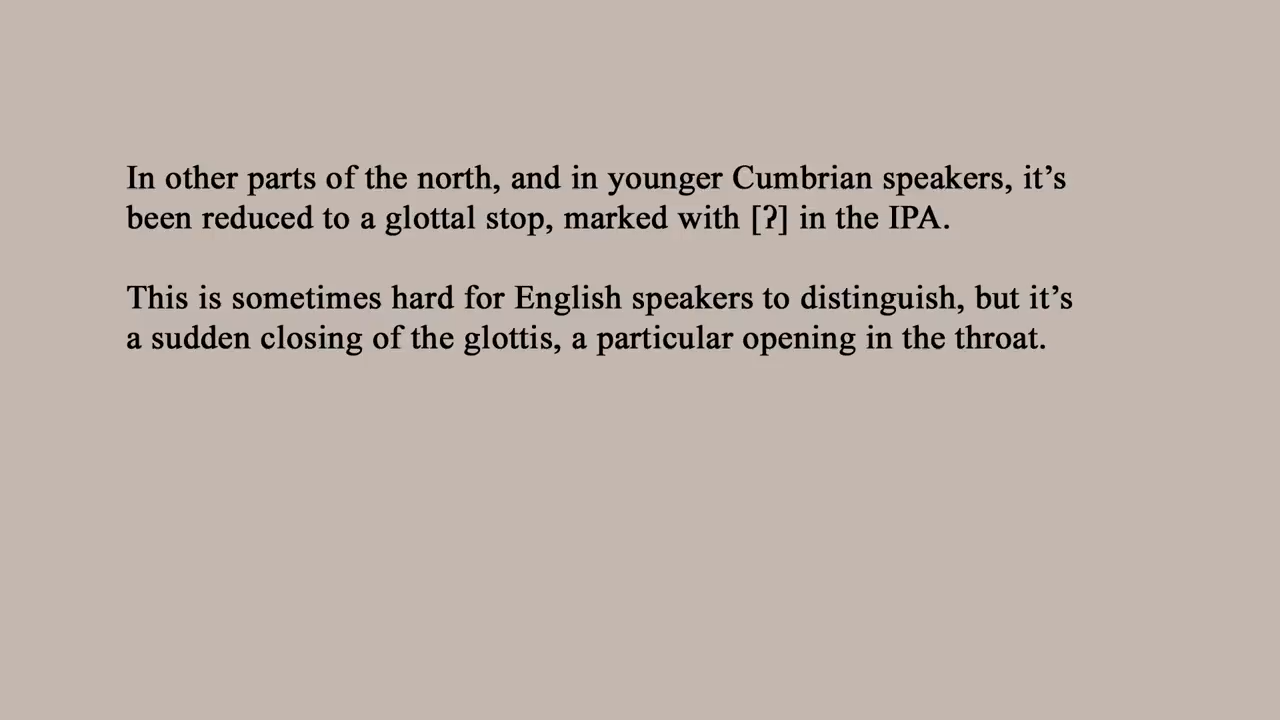 In other parts of the north, and in younger Cumbrian speakers, it’s
been reduced to a glottal stop, marked with [ʔ] in the IPA.
This is sometimes hard for English speakers to distinguish, but it’s
a sudden closing of the glottis, a particular opening in the throat.